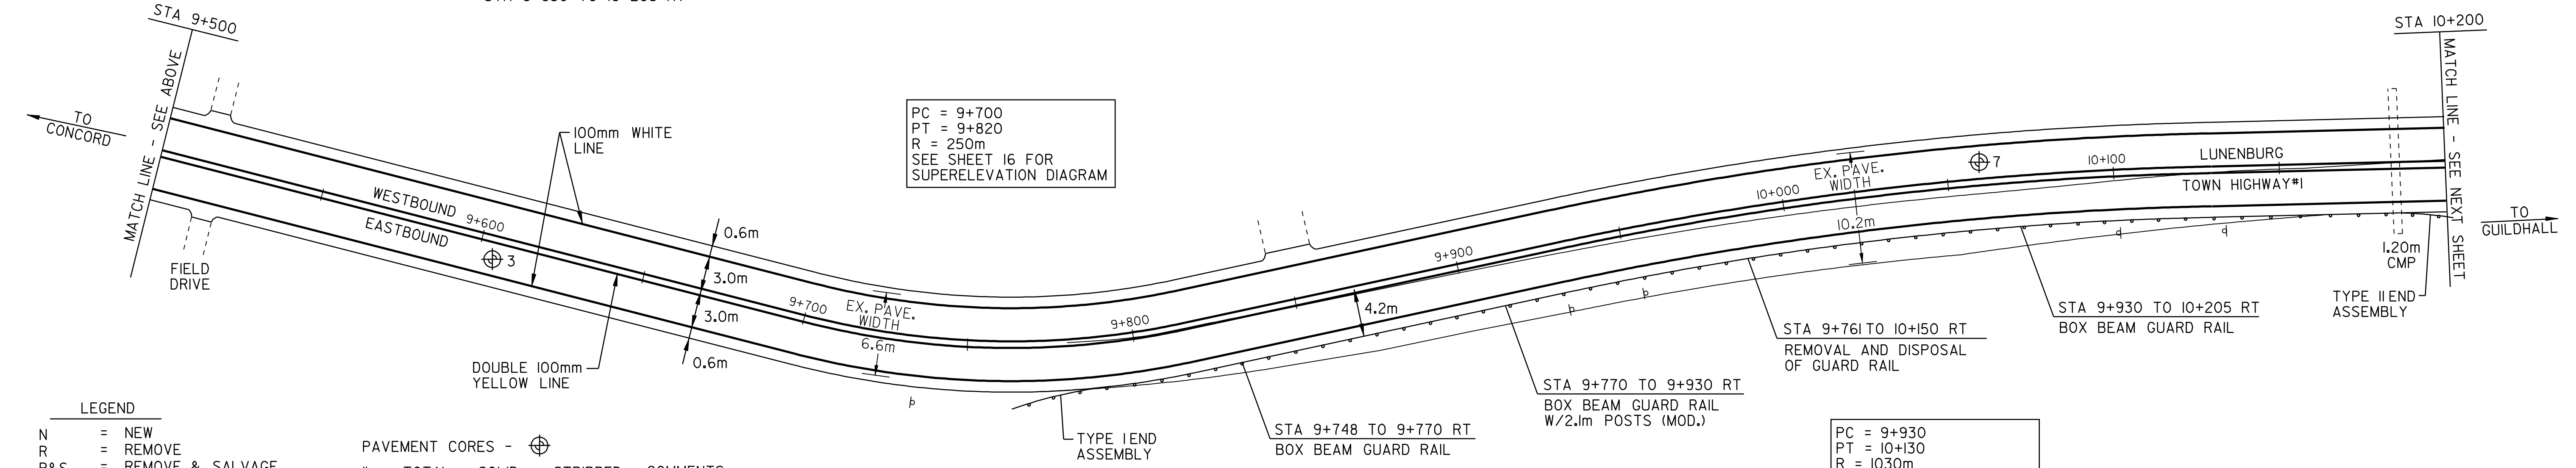 STA 9+500
MATCH LINE - SEE ABOVE
TO
CONCORD
FIELD
DRIVE
WESTBOUND
EASTBOUND
9+600
3
100mm WHITE
LINE
0.6m
3.0m
3.0m
0.6m
DOUBLE 100mm
YELLOW LINE
9+700
EX. PAVE.
WIDTH
6.6m
PC = 9+700
PT = 9+820
R = 250m
SEE SHEET 16 FOR
SUPERELEVATION DIAGRAM
9+800
TYPE I END
ASSEMBLY
STA 9+748 TO 9+770 RT
BOX BEAM GUARD RAIL
4.2m
9+900
STA 9+770 TO 9+930 RT
BOX BEAM GUARD RAIL
W/2.1m POSTS (MOD.)
10+000
EX. PAVE.
WIDTH
10.2m
STA 9+761 TO 10+150 RT
REMOVAL AND DISPOSAL
OF GUARD RAIL
7
10+100
LUNENBURG
TOWN HIGHWAY#1
STA 9+930 TO 10+205 RT
BOX BEAM GUARD RAIL
1.20m
CMP
TYPE II END
ASSEMBLY
STA 10+200
MATCH LINE - SEE NEXT SHEET
TO
GUILDHALL
PC = 9+930
PT = 10+130
R = 1030m
LEGEND
N = NEW
R = REMOVE
R&S = REMOVE & SALVAGE
PAVEMENT CORES -